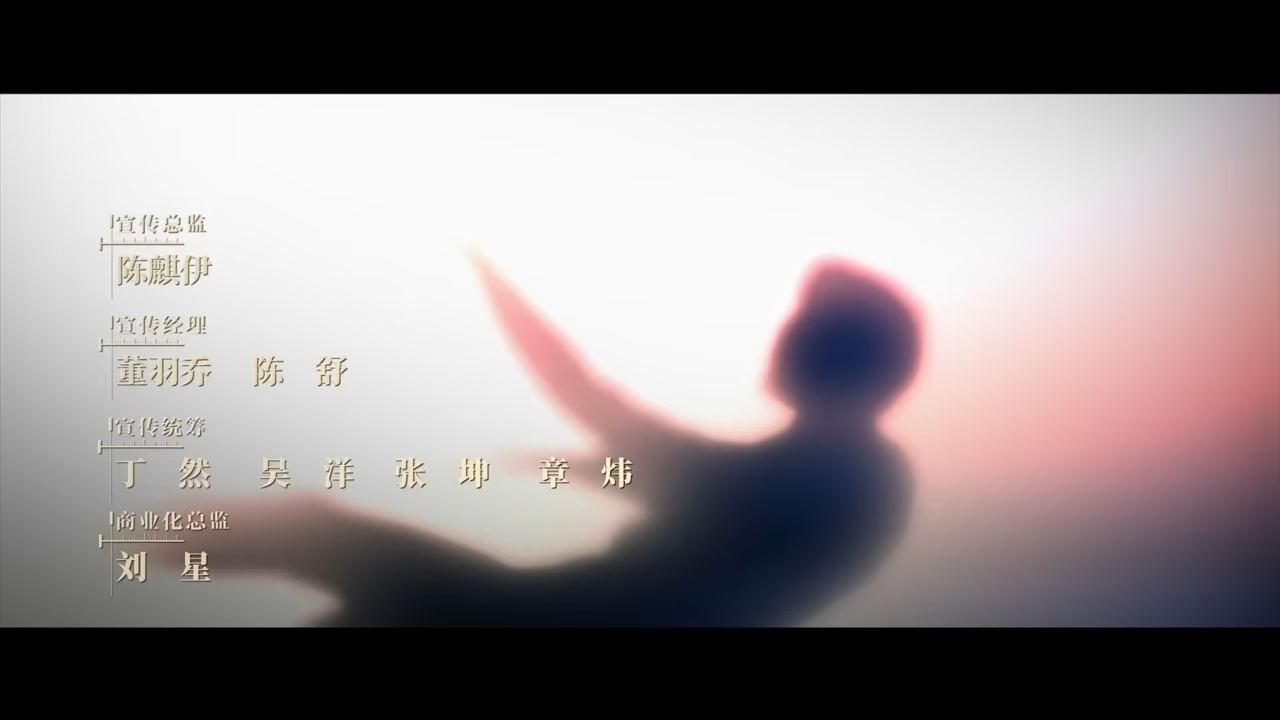 宣传总监
陈麒伊
宣传经理
董羽乔 陈 舒
宣传统筹
丁 然 吴 洋 张 坤 章 炜
商业化总监
刘 星